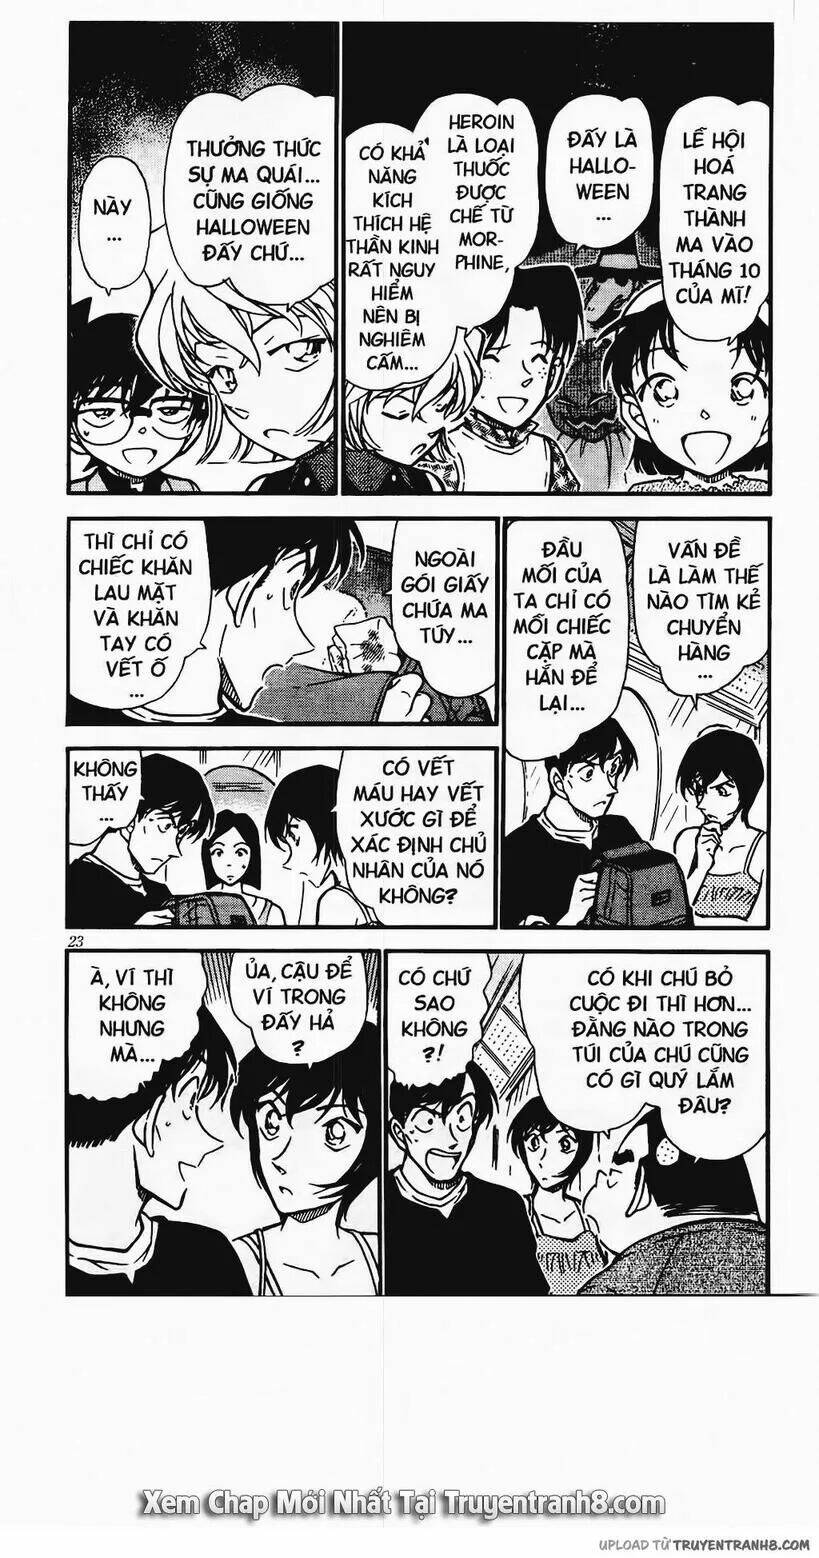 LỄ HỘI
HOÁ
TRANG
THÀNH
MA VÀO
THÁNG 10
CỦA MĨ!
ĐẤY LÀ
HALLO-
WEEN
...
HEROIN
LÀ LOẠI
THUỐC
ĐƯỢC
CHẾ TỪ
MOR-
PHINE,
CÓ KHẢ
NĂNG
KÍCH
THÍCH HỆ
THẦN KINH
RẤT NGUY
HIỂM
NÊN BỊ
NGHIÊM
CẤM...
THƯỞNG THỨC
SỰ MA QUÁI...
CŨNG GIỐNG
HALLOWEEN
ĐẤY CHỨ...
NÀY
...
VẤN ĐỀ
LÀ LÀM THẾ
NÀO TÌM KẺ
CHUYỂN
HÀNG
...
ĐẦU
MỐI CỦA
TA CHỈ CÓ
MỖI CHIẾC
CẶP MÀ
HẮN ĐỂ
LẠI...
NGOÀI
GÓI GIẤY
CHỨA MA
TÚY...
THÌ CHỈ CÓ
CHIẾC KHĂN
LAU MẶT
VÀ KHĂN
TAY CÓ
VẾT Ố
...
CÓ VẾT
MÁU HAY VẾT
XƯỚC GÌ ĐỂ
XÁC ĐỊNH CHỦ
NHÂN CỦA NÓ
KHÔNG?
KHÔNG
THẤY
...
23
CÓ KHI CHÚ BỎ
CUỘC ĐI THÌ HƠN...
ĐẰNG NÀO TRONG
TÚI CỦA CHÚ CŨNG
CÓ GÌ QUÝ LẮM
ĐÂU?
CÓ CHỨ
SAO
KHÔNG
?!
ỦA, CẬU ĐỂ
VÍ TRONG
ĐẤY HẢ
?
À, VÍ THÌ
KHÔNG
NHƯNG
MÀ...
Xem Chap Mới Nhất Tại Truyentranh8.com
UPLOAD TỪ TRUYENTRANH8.COM